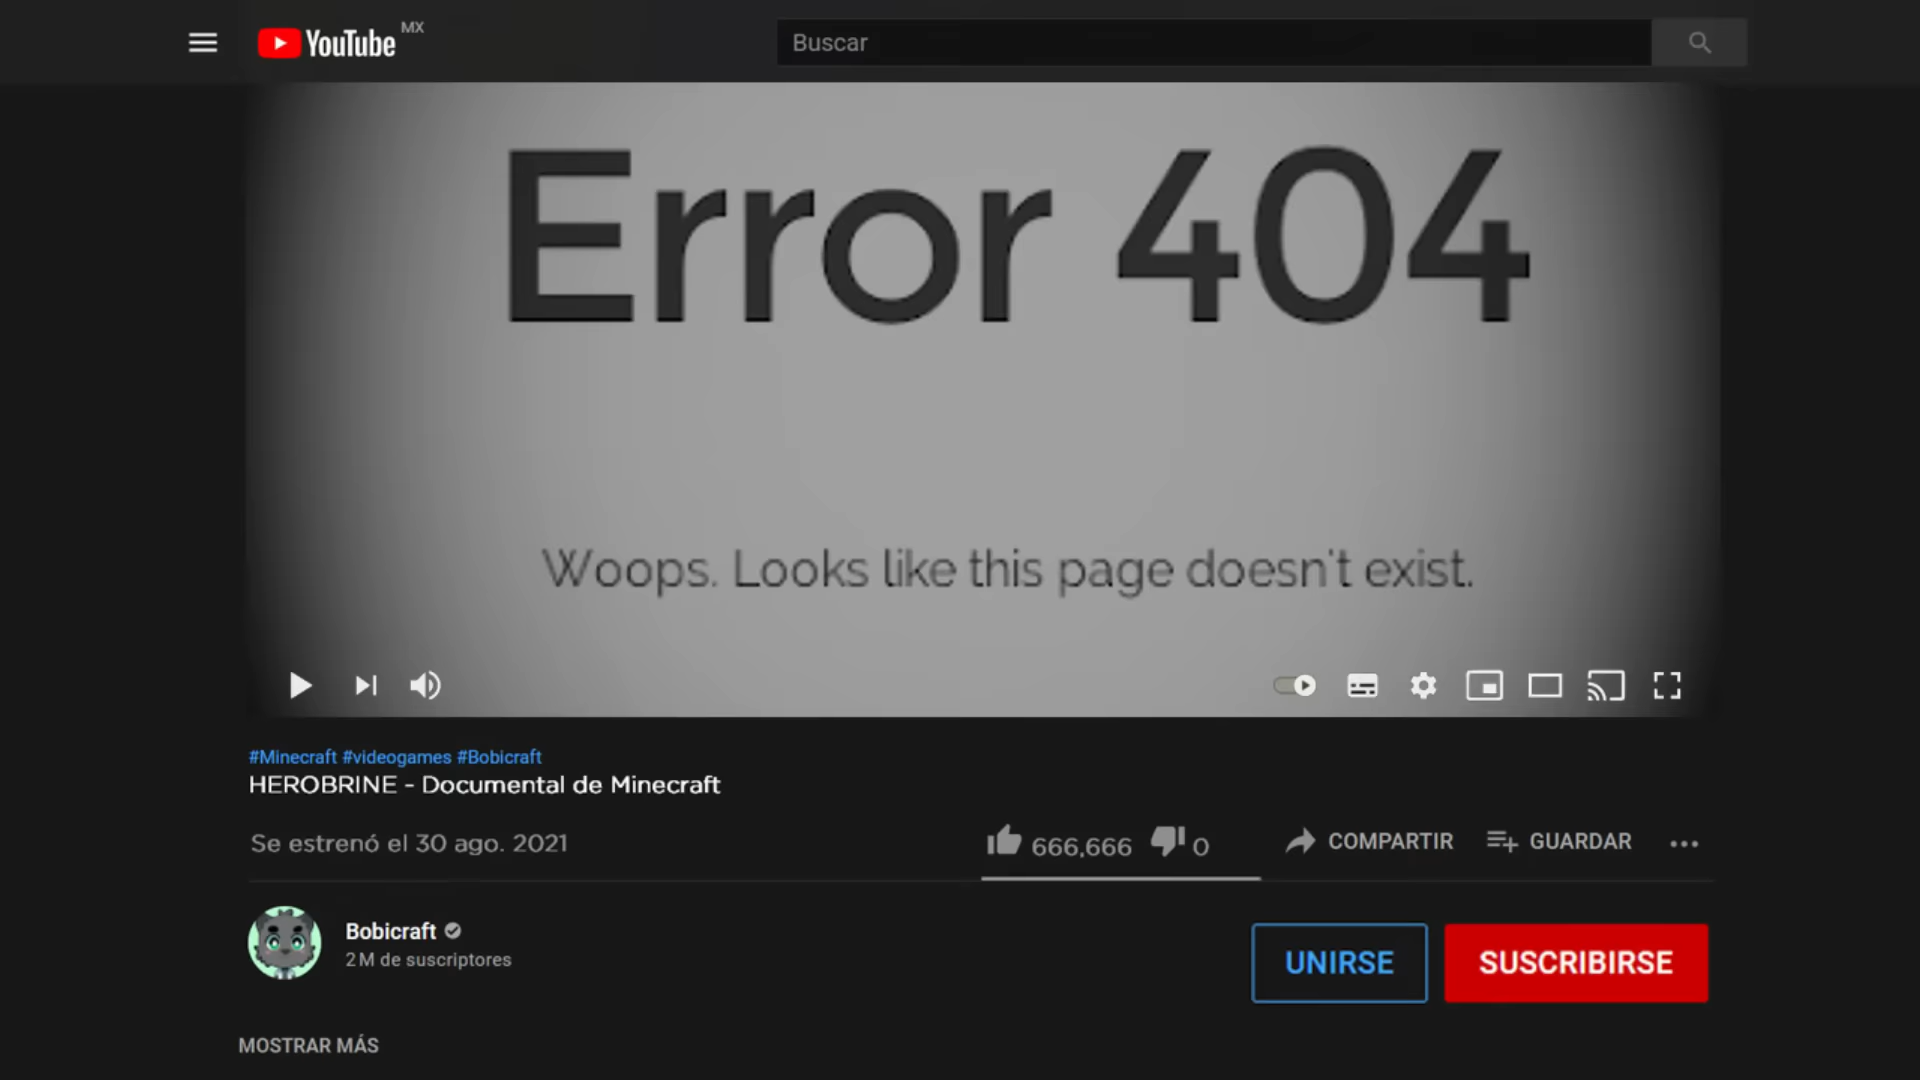 YouTube MX
Buscar
Error 404
Woops. Looks like this page doesn't exist.
#Minecraft #videogames #Bobicraft
HEROBRINE - Documental de Minecraft
Se estrenó el 30 ago. 2021
666,666 0 COMPARTIR GUARDAR
Bobicraft
2 M de suscriptores
UNIRSE SUSCRIBIRSE
MOSTRAR MÁS